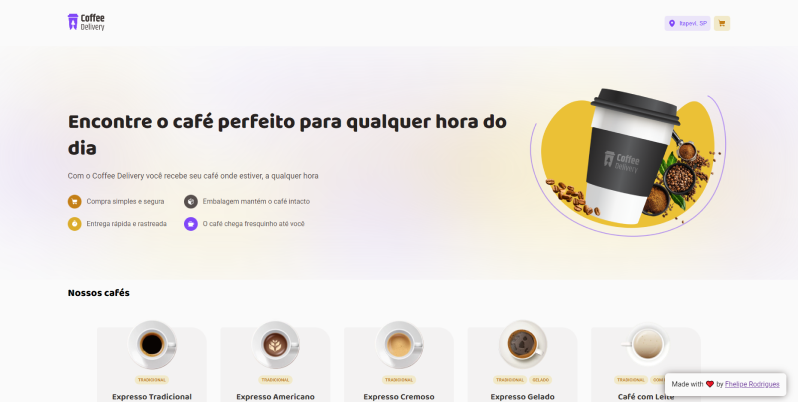 Coffee
Delivery
Itapevi, SP
Encontre o café perfeito para qualquer hora do
dia
Com o Coffee Delivery você recebe seu café onde estiver, a qualquer hora
Compra simples e segura
Embalagem mantém o café intacto
Entrega rápida e rastreada
O café chega fresquinho até você
Coffee
Delivery
Nossos cafés
TRADICIONAL
TRADICIONAL
TRADICIONAL
TRADICIONAL GELADO
TRADICIONAL
Expresso Tradicional
Expresso Americano
Expresso Cremoso
Expresso Gelado
Café com Leite
Made with ❤ by Fhelipe Rodrigues